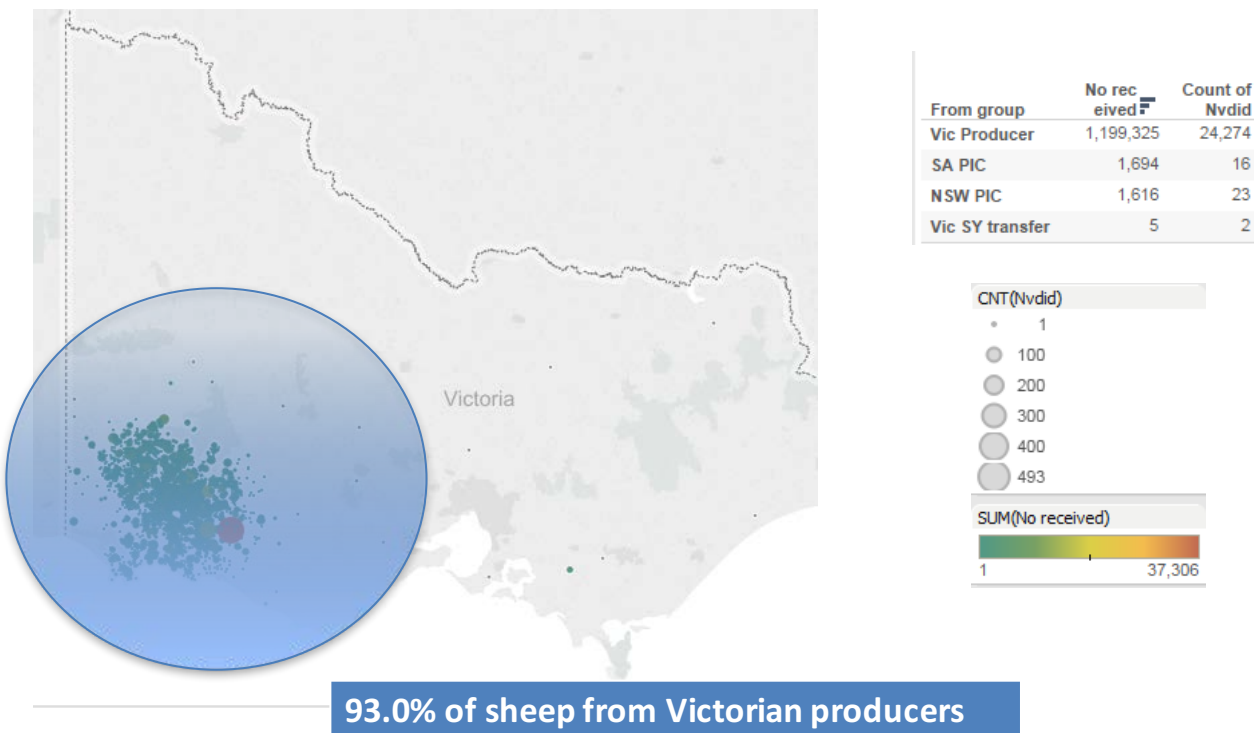 Victoria
No rec Count of
From group eived Nvdid
Vic Producer 1,199,325 24,274
SA PIC 1,694 16
NSW PIC 1,616 23
Vic SY transfer 5 2
CNT(Nvdid)
1
100
200
300
400
493
SUM(No received)
1 37,306
93.0% of sheep from Victorian producers